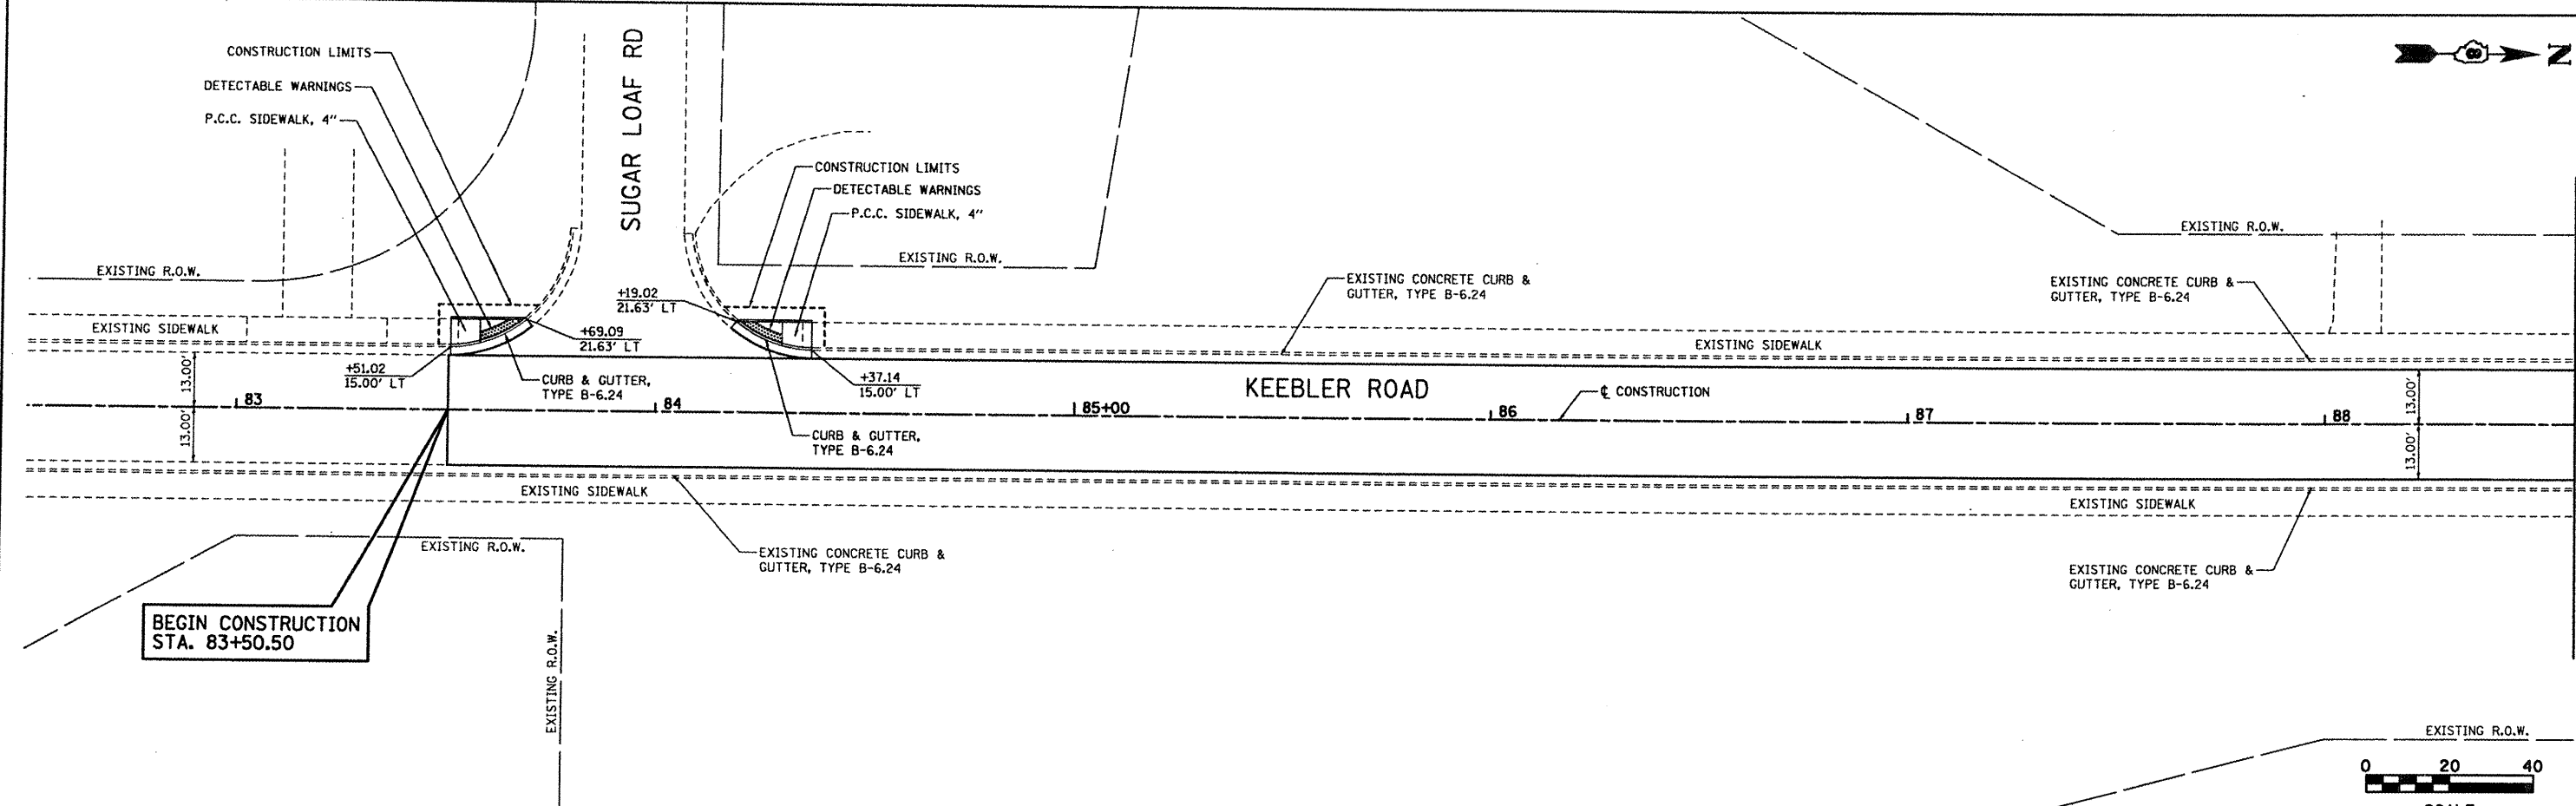 CONSTRUCTION LIMITS
DETECTABLE WARNINGS
P.C.C. SIDEWALK, 4"
SUGAR LOAF RD
N
CONSTRUCTION LIMITS
DETECTABLE WARNINGS
P.C.C. SIDEWALK, 4"
EXISTING R.O.W.
EXISTING R.O.W.
EXISTING R.O.W.
EXISTING CONCRETE CURB &
GUTTER, TYPE B-6.24
EXISTING CONCRETE CURB &
GUTTER, TYPE B-6.24
+19.02
21.63' LT
EXISTING SIDEWALK
+69.09
21.63' LT
EXISTING SIDEWALK
+51.02
15.00' LT
CURB & GUTTER,
TYPE B-6.24
+37.14
15.00' LT
KEEBLER ROAD
℄ CONSTRUCTION
13.00'
13.00'
83
84
85+00
86
87
88
13.00'
13.00'
CURB & GUTTER,
TYPE B-6.24
EXISTING SIDEWALK
EXISTING SIDEWALK
EXISTING R.O.W.
EXISTING CONCRETE CURB &
GUTTER, TYPE B-6.24
EXISTING CONCRETE CURB &
GUTTER, TYPE B-6.24
BEGIN CONSTRUCTION
STA. 83+50.50
EXISTING R.O.W.
EXISTING R.O.W.
0 20 40